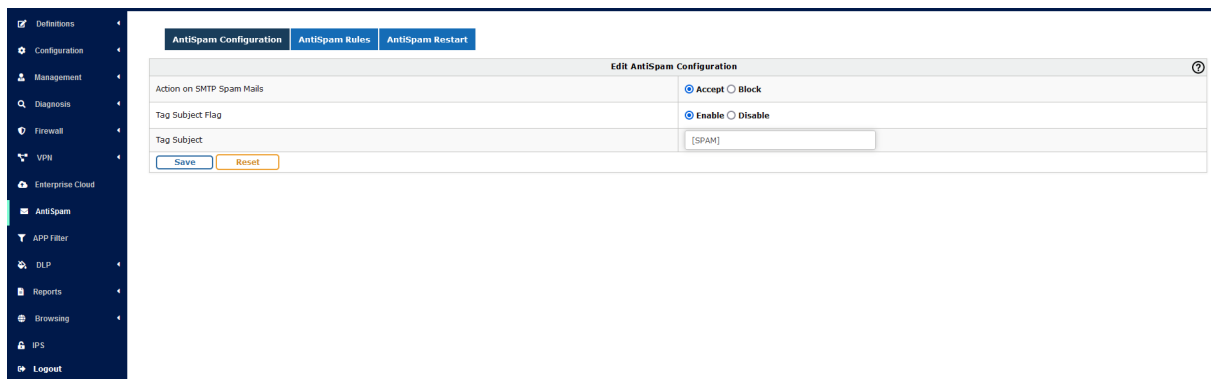 Definitions
Configuration
Management
Diagnosis
Firewall
VPN
Enterprise Cloud
AntiSpam
APP Filter
DLP
Reports
Browsing
IPS
Logout
AntiSpam Configuration AntiSpam Rules AntiSpam Restart
Edit AntiSpam Configuration ?
Action on SMTP Spam Mails Accept Block
Tag Subject Flag Enable Disable
Tag Subject [SPAM]
Save Reset